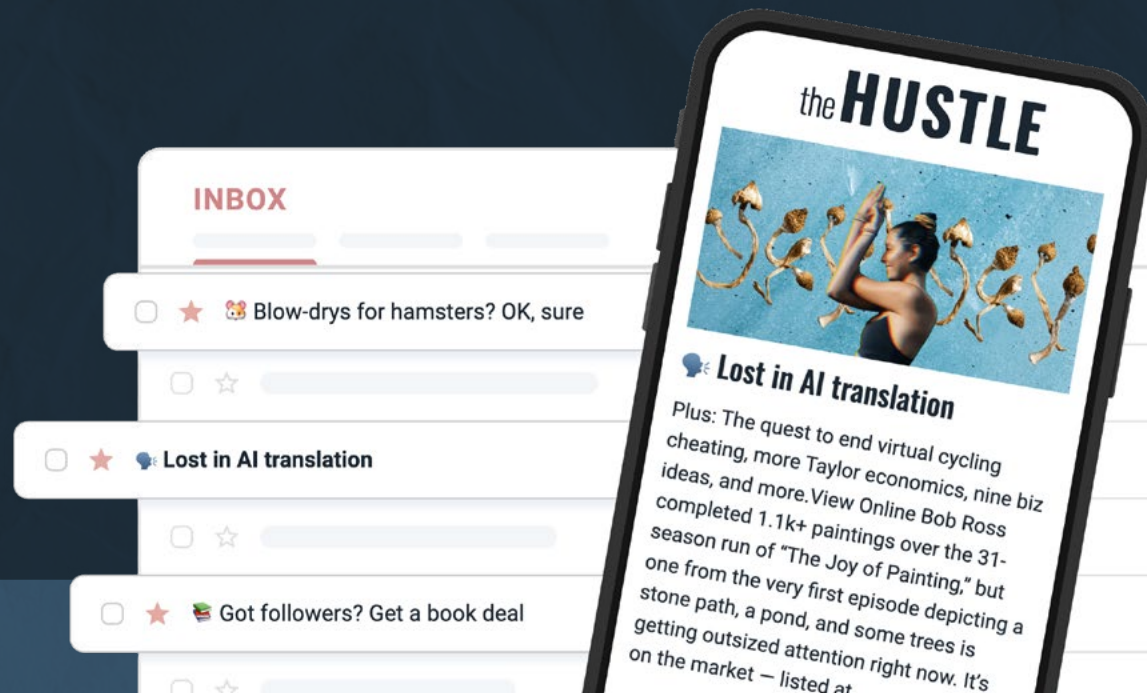 INBOX
🐹 Blow-drys for hamsters? OK, sure
🗣️ Lost in AI translation
📚 Got followers? Get a book deal
the HUSTLE
🗣️ Lost in AI translation
Plus: The quest to end virtual cycling
cheating, more Taylor economics, nine biz
ideas, and more.View Online Bob Ross
completed 1.1k+ paintings over the 31-
season run of “The Joy of Painting,” but
one from the very first episode depicting a
stone path, a pond, and some trees is
getting outsized attention right now. It’s
on the market — listed at